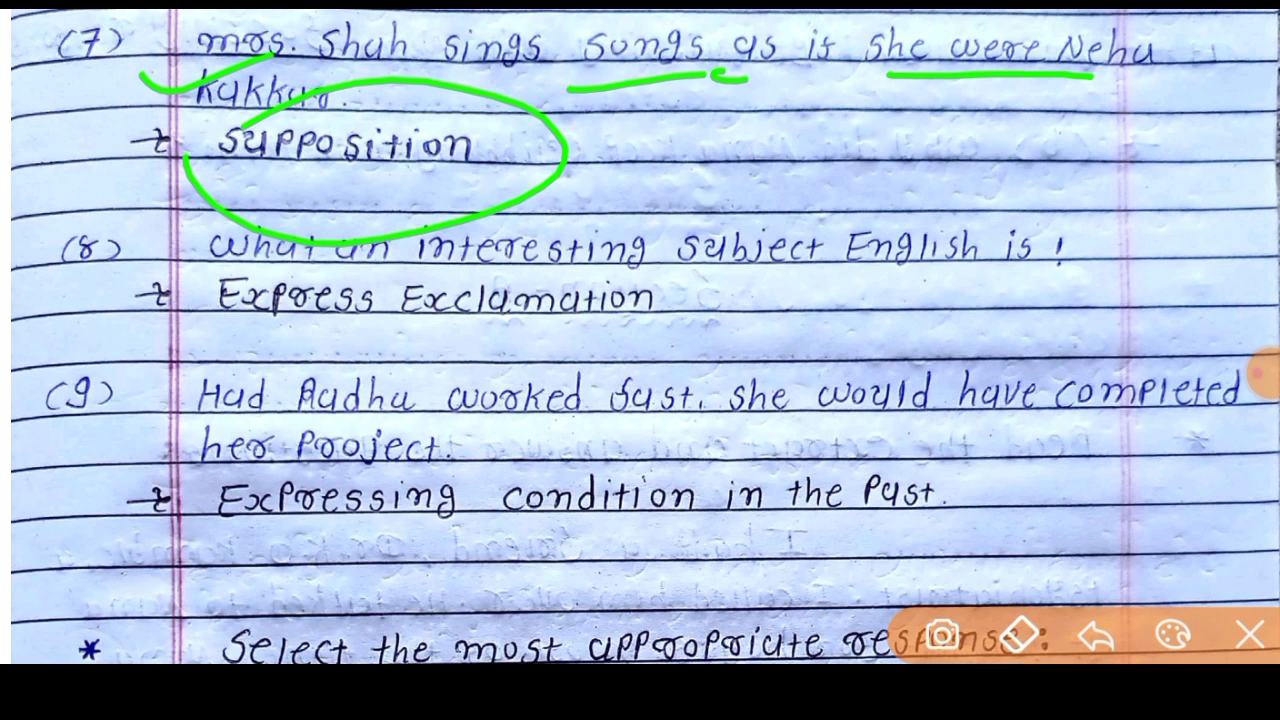 (7) Mrs. Shah sings songs as if she were Neha
Kakkar.
→ Supposition
(8) What an interesting subject English is!
→ Express Exclamation
(9) Had Radha worked fast, she would have completed
her project.
→ Expressing condition in the past.
* Select the most appropriate response: